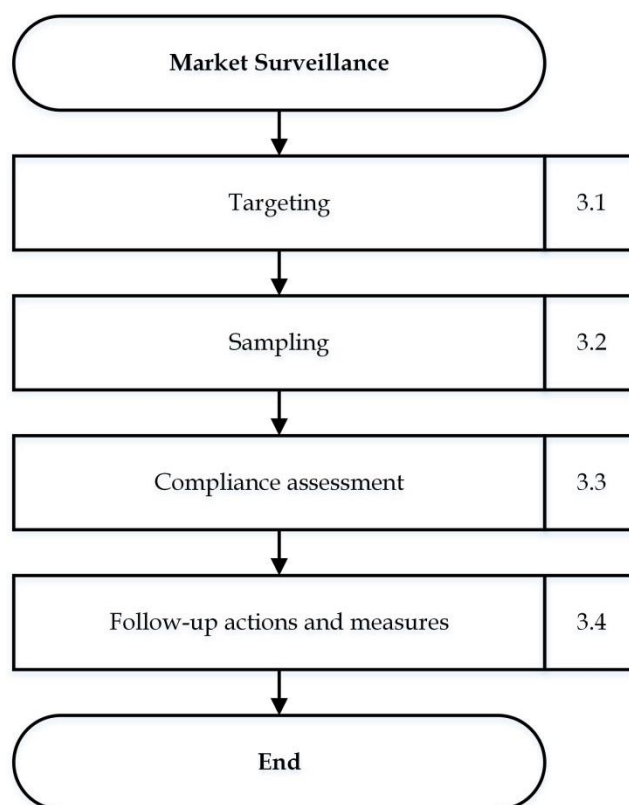 Market Surveillance
Targeting 3.1
Sampling 3.2
Compliance assessment 3.3
Follow-up actions and measures 3.4
End